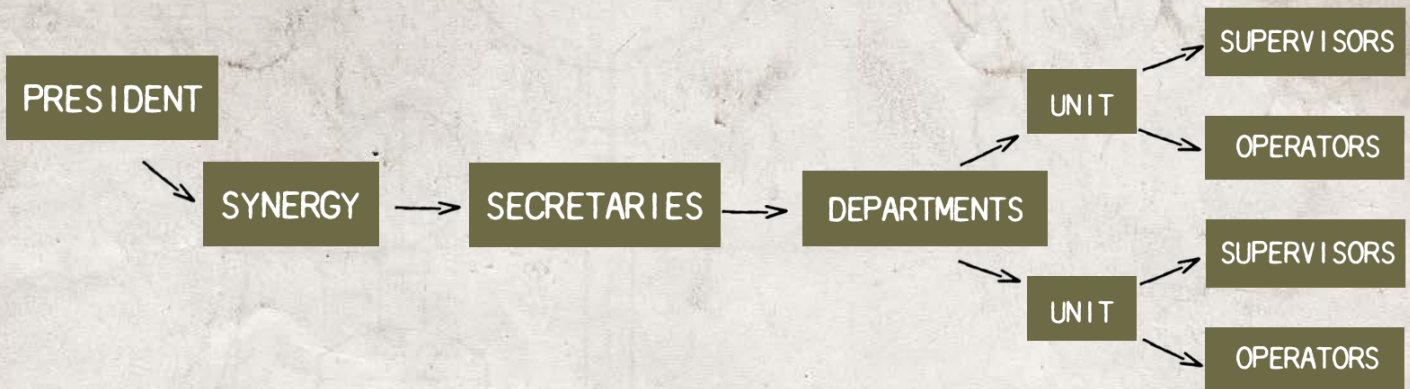 PRESIDENT
SYNERGY
SECRETARIES
DEPARTMENTS
UNIT
SUPERVISORS
OPERATORS
UNIT
SUPERVISORS
OPERATORS